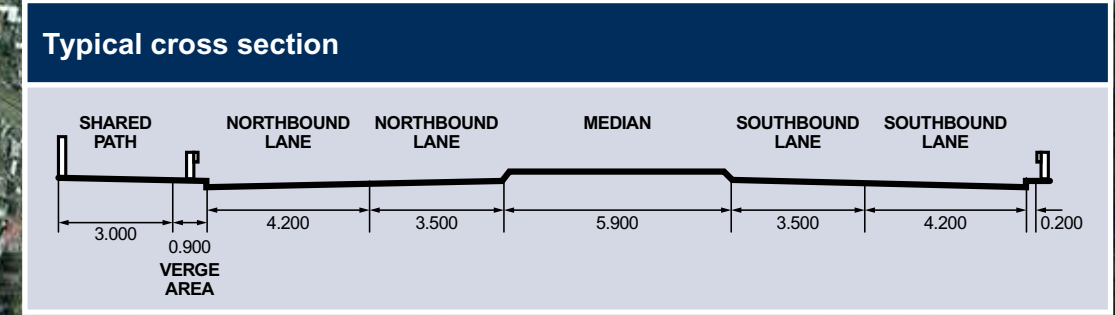 Typical cross section
SHARED
PATH
NORTHBOUND
LANE
NORTHBOUND
LANE
MEDIAN
SOUTHBOUND
LANE
SOUTHBOUND
LANE
3.000
0.900
4.200
3.500
5.900
3.500
4.200
0.200
VERGE
AREA